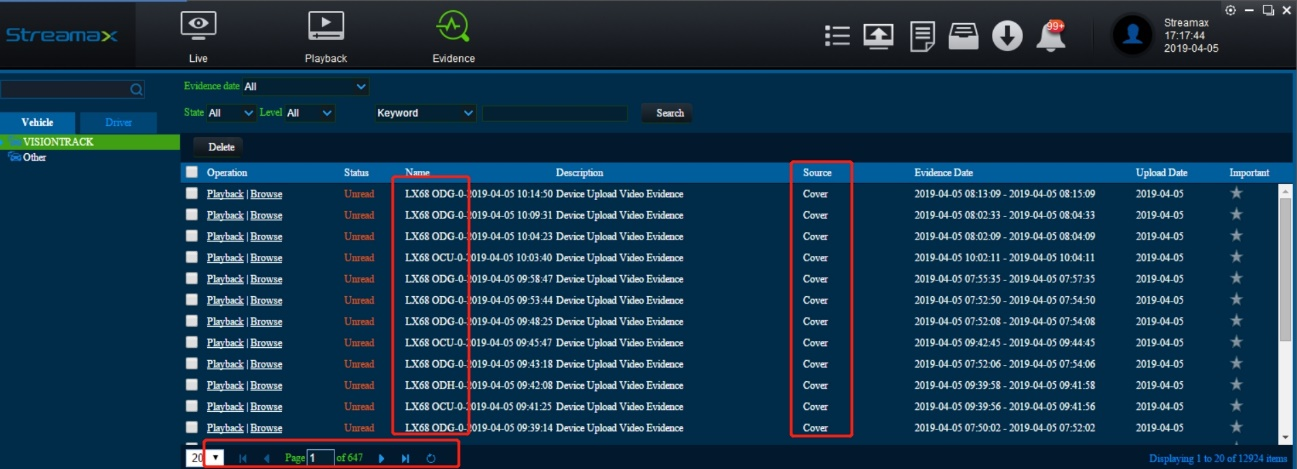 Streamax
Live
Playback
Evidence
99+
Streamax
17:17:44
2019-04-05
Evidence date All
State All Level All Keyword Search
Vehicle Driver
VISIONTRACK
Other
Delete
Operation Status Name Description Source Evidence Date Upload Date Important
Playback | Browse Unread LX68 ODG-0-2019-04-05 10:14:50 Device Upload Video Evidence Cover 2019-04-05 08:13:09 - 2019-04-05 08:15:09 2019-04-05
Playback | Browse Unread LX68 ODG-0-2019-04-05 10:09:31 Device Upload Video Evidence Cover 2019-04-05 08:02:33 - 2019-04-05 08:04:33 2019-04-05
Playback | Browse Unread LX68 ODG-0-2019-04-05 10:04:23 Device Upload Video Evidence Cover 2019-04-05 08:02:09 - 2019-04-05 08:04:09 2019-04-05
Playback | Browse Unread LX68 OCU-0-2019-04-05 10:03:40 Device Upload Video Evidence Cover 2019-04-05 10:02:11 - 2019-04-05 10:04:11 2019-04-05
Playback | Browse Unread LX68 ODG-0-2019-04-05 09:58:47 Device Upload Video Evidence Cover 2019-04-05 07:55:35 - 2019-04-05 07:57:35 2019-04-05
Playback | Browse Unread LX68 ODG-0-2019-04-05 09:53:44 Device Upload Video Evidence Cover 2019-04-05 07:52:50 - 2019-04-05 07:54:50 2019-04-05
Playback | Browse Unread LX68 ODG-0-2019-04-05 09:48:25 Device Upload Video Evidence Cover 2019-04-05 07:52:08 - 2019-04-05 07:54:08 2019-04-05
Playback | Browse Unread LX68 OCU-0-2019-04-05 09:45:47 Device Upload Video Evidence Cover 2019-04-05 09:42:45 - 2019-04-05 09:44:45 2019-04-05
Playback | Browse Unread LX68 ODG-0-2019-04-05 09:43:18 Device Upload Video Evidence Cover 2019-04-05 07:52:06 - 2019-04-05 07:54:06 2019-04-05
Playback | Browse Unread LX68 ODH-0-2019-04-05 09:42:08 Device Upload Video Evidence Cover 2019-04-05 09:39:58 - 2019-04-05 09:41:58 2019-04-05
Playback | Browse Unread LX68 OCU-0-2019-04-05 09:41:25 Device Upload Video Evidence Cover 2019-04-05 09:39:56 - 2019-04-05 09:41:56 2019-04-05
Playback | Browse Unread LX68 ODG-0-2019-04-05 09:39:14 Device Upload Video Evidence Cover 2019-04-05 07:50:02 - 2019-04-05 07:52:02 2019-04-05
20 Page 1 of 647 Displaying 1 to 20 of 12924 items